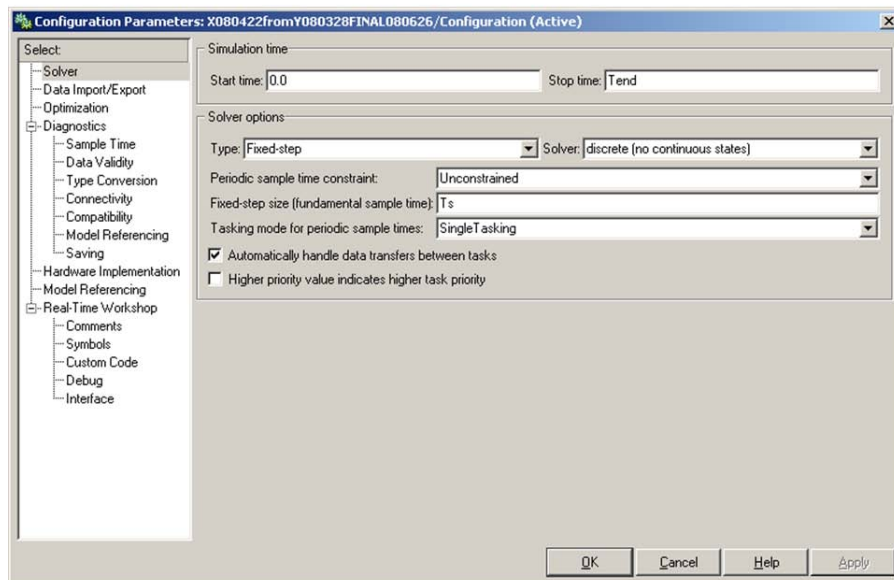 Configuration Parameters: X080422fromY080328FINAL080626/Configuration (Active)
Select:
Solver
Data Import/Export
Optimization
Diagnostics
Sample Time
Data Validity
Type Conversion
Connectivity
Compatibility
Model Referencing
Saving
Hardware Implementation
Model Referencing
Real-Time Workshop
Comments
Symbols
Custom Code
Debug
Interface
Simulation time
Start time: 0.0 Stop time: Tend
Solver options
Type: Fixed-step Solver: discrete (no continuous states)
Periodic sample time constraint: Unconstrained
Fixed-step size (fundamental sample time): Ts
Tasking mode for periodic sample times: SingleTasking
Automatically handle data transfers between tasks
Higher priority value indicates higher task priority
OK Cancel Help Apply